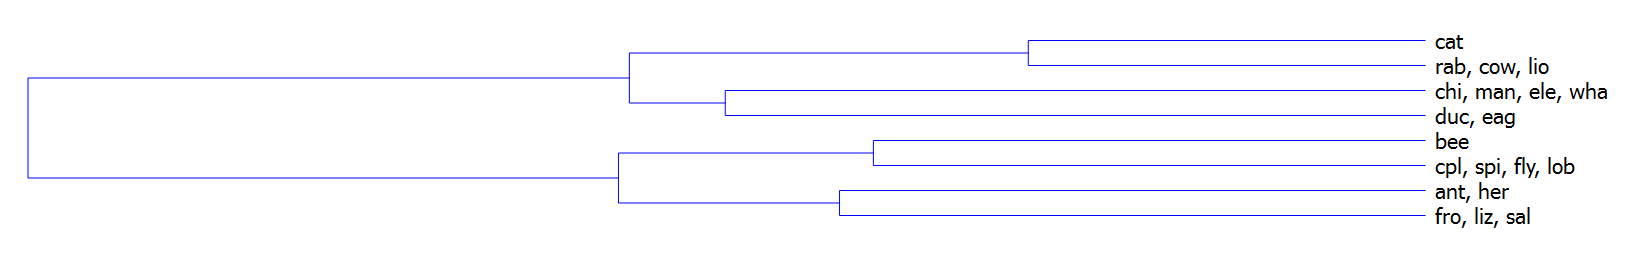 cat
rab, cow, lio
chi, man, ele, wha
duc, eag
bee
cpl, spi, fly, lob
ant, her
fro, liz, sal